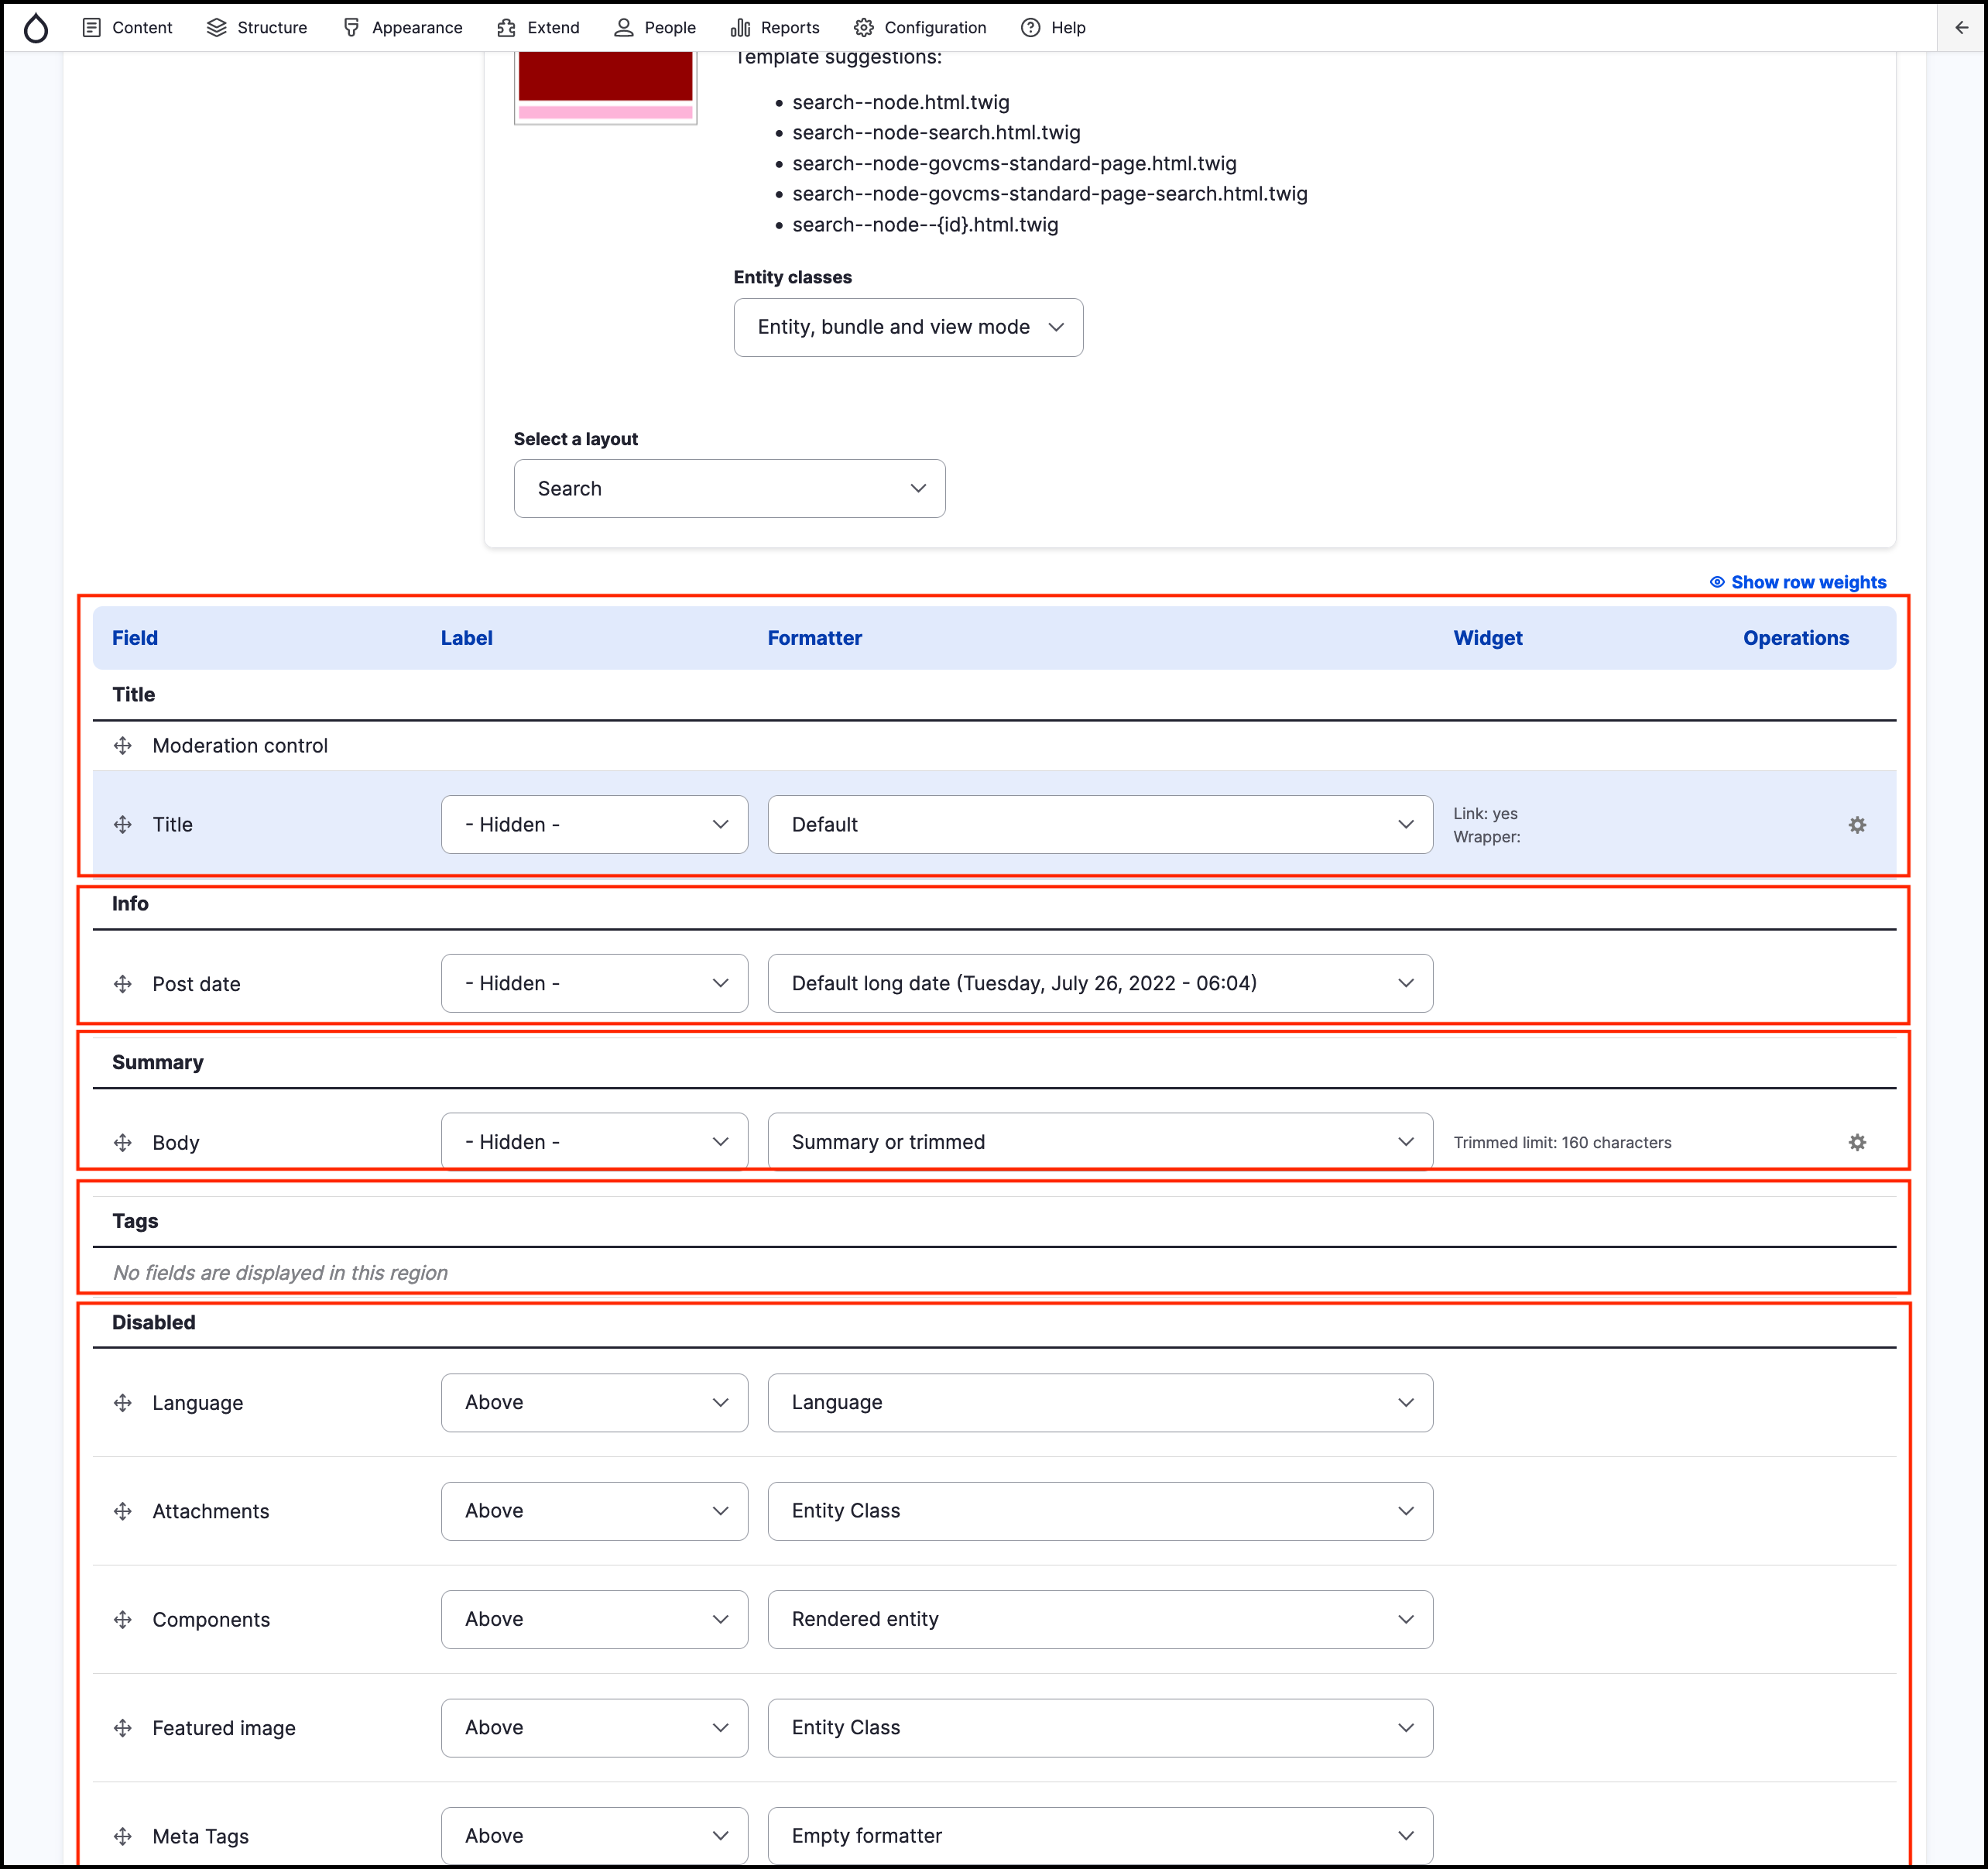 Content Structure Appearance Extend People Reports Configuration Help
Template suggestions:
search--node.html.twig
search--node-search.html.twig
search--node-govcms-standard-page.html.twig
search--node-govcms-standard-page-search.html.twig
search--node--{id}.html.twig
Entity classes
Entity, bundle and view mode
Select a layout
Search
Show row weights
Field Label Formatter Widget Operations
Title
Moderation control
Title - Hidden - Default Link: yes
Wrapper:
Info
Post date - Hidden - Default long date (Tuesday, July 26, 2022 - 06:04)
Summary
Body - Hidden - Summary or trimmed Trimmed limit: 160 characters
Tags
No fields are displayed in this region
Disabled
Language Above Language
Attachments Above Entity Class
Components Above Rendered entity
Featured image Above Entity Class
Meta Tags Above Empty formatter